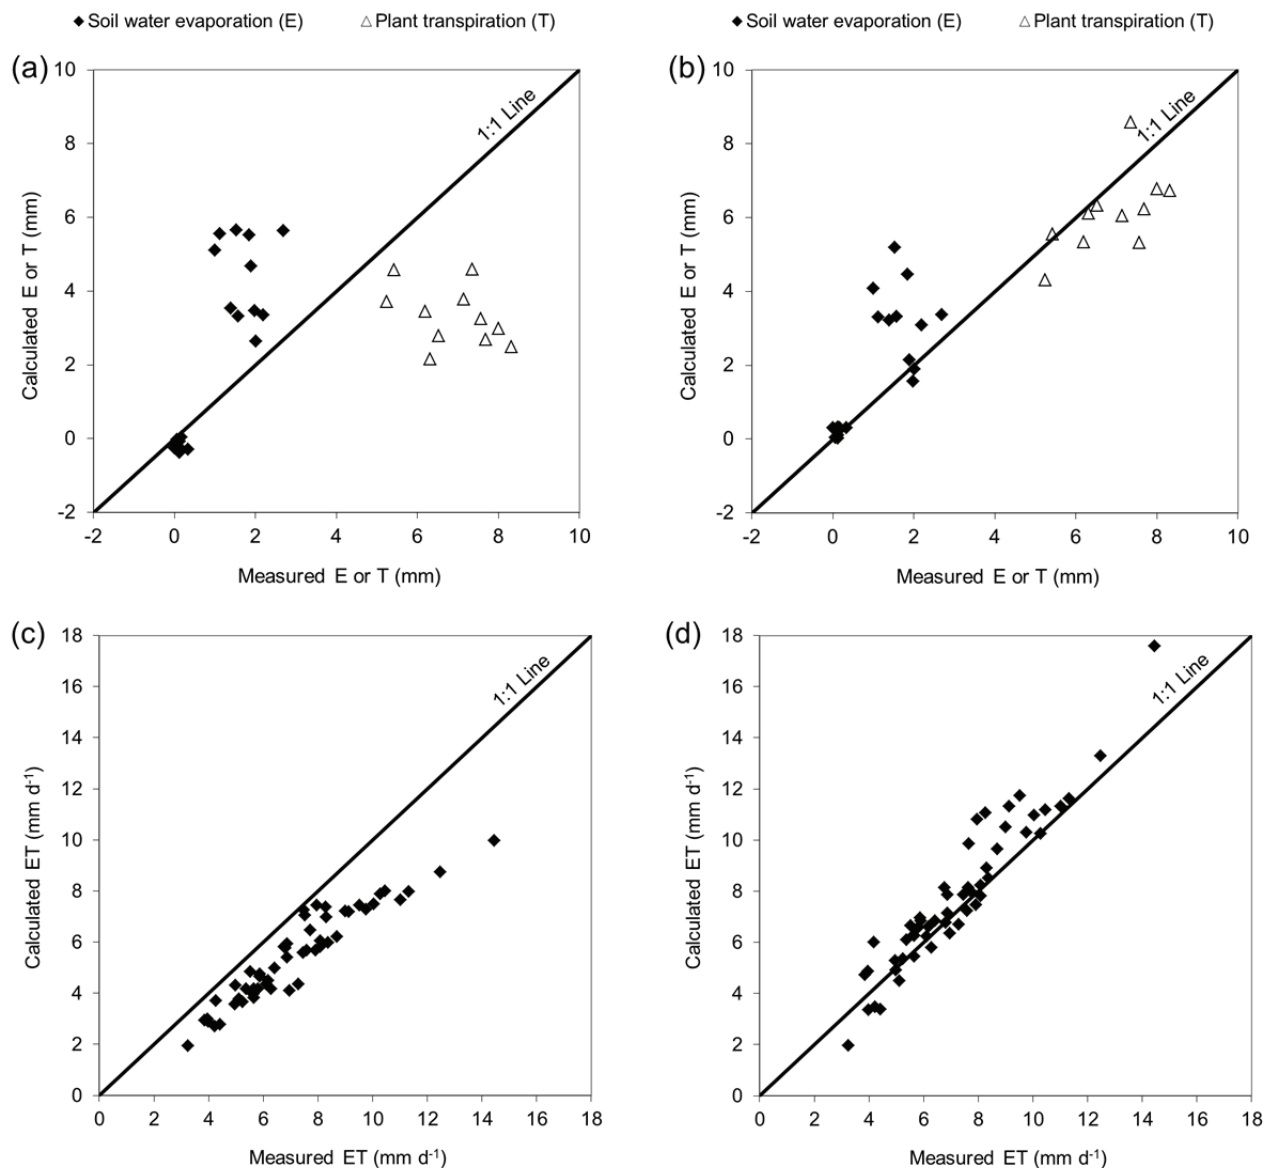 ◆ Soil water evaporation (E) △ Plant transpiration (T)
◆ Soil water evaporation (E) △ Plant transpiration (T)
(a)
10
8
6
4
2
0
-2
-2 0 2 4 6 8 10
Calculated E or T (mm)
Measured E or T (mm)
1:1 Line
(b)
10
8
6
4
2
0
-2
-2 0 2 4 6 8 10
Calculated E or T (mm)
Measured E or T (mm)
1:1 Line
(c)
18
16
14
12
10
8
6
4
2
0
0 2 4 6 8 10 12 14 16 18
Calculated ET (mm d⁻¹)
Measured ET (mm d⁻¹)
1:1 Line
(d)
18
16
14
12
10
8
6
4
2
0
0 2 4 6 8 10 12 14 16 18
Calculated ET (mm d⁻¹)
Measured ET (mm d⁻¹)
1:1 Line